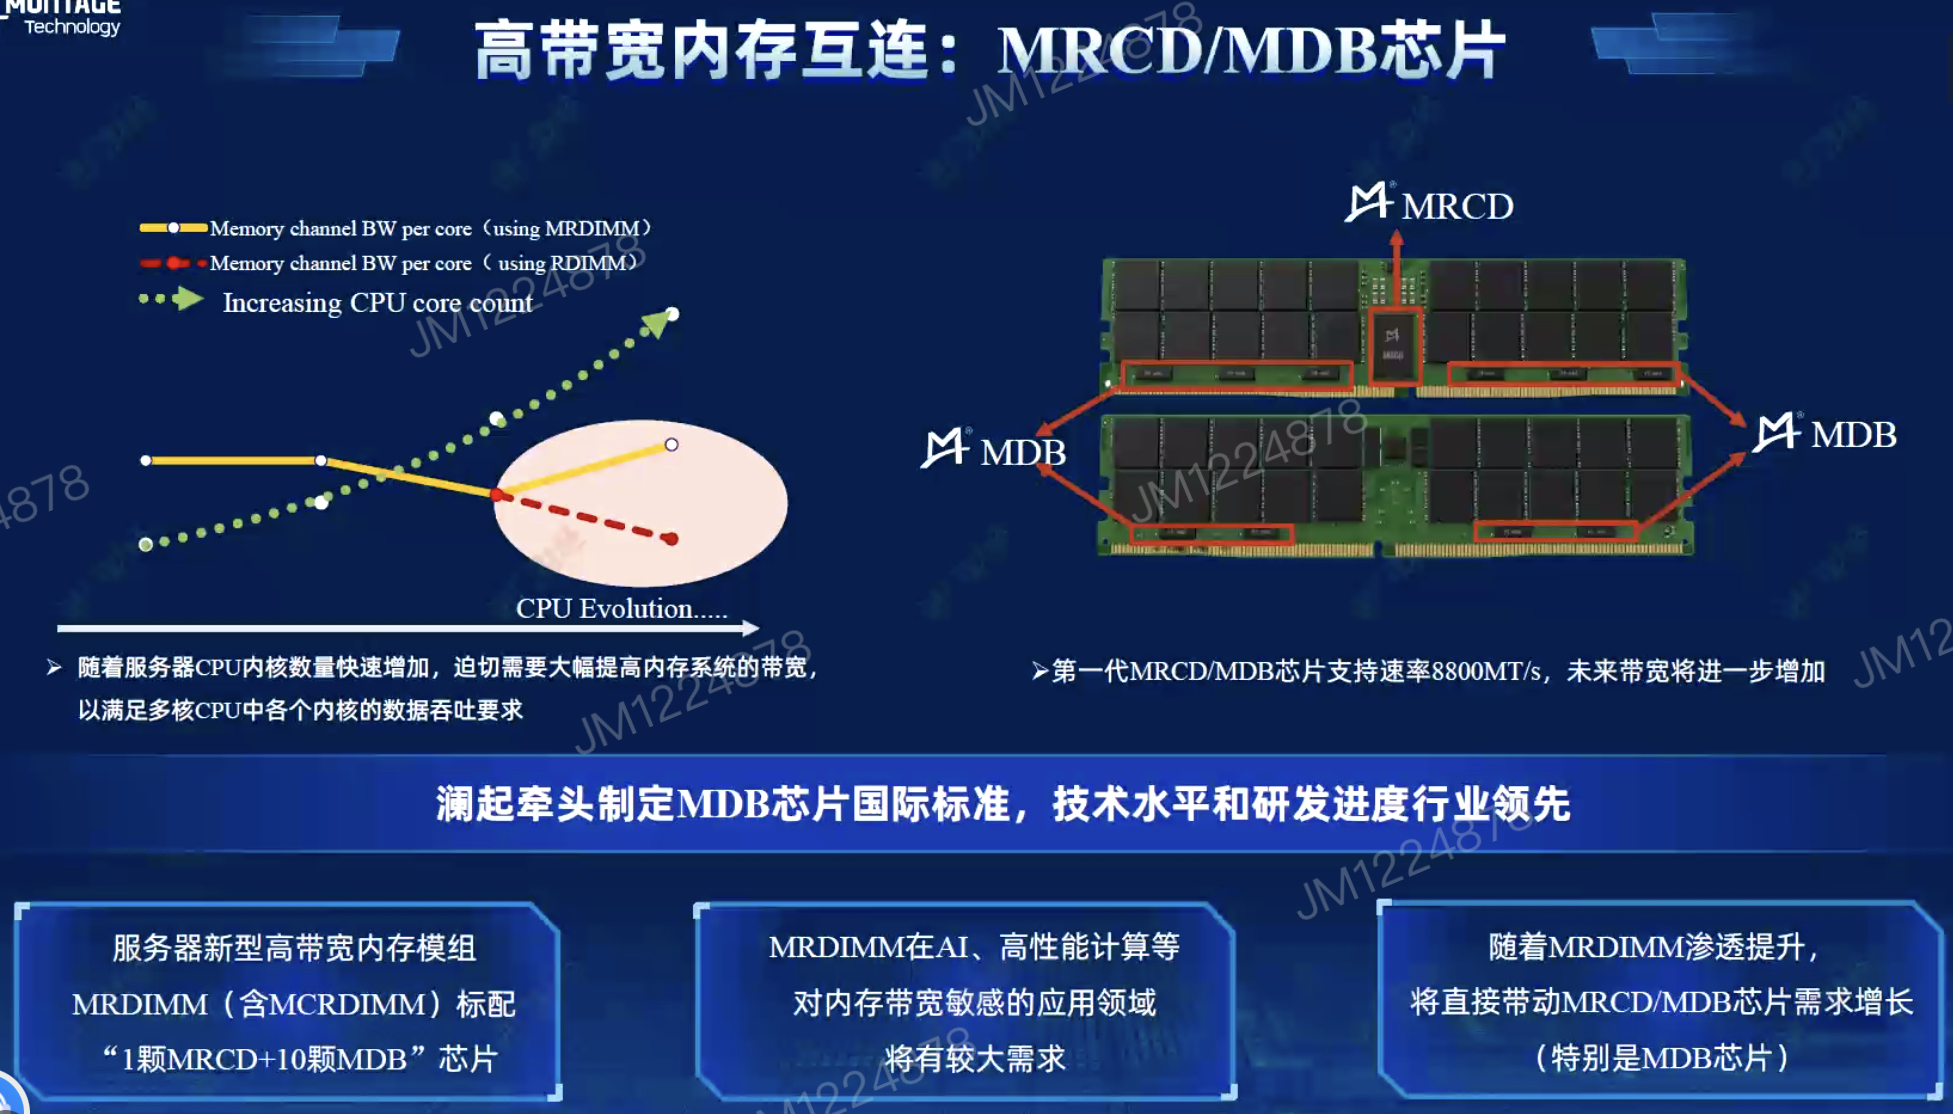 MONTAGE
Technology
高带宽内存互连：MRCD/MDB芯片
Memory channel BW per core（using MRDIMM）
Memory channel BW per core（ using RDIMM）
Increasing CPU core count
CPU Evolution.....
➢ 随着服务器CPU内核数量快速增加，迫切需要大幅提高内存系统的带宽，
以满足多核CPU中各个内核的数据吞吐要求
MRCD
MDB
MDB
➢第一代MRCD/MDB芯片支持速率8800MT/s，未来带宽将进一步增加
澜起牵头制定MDB芯片国际标准，技术水平和研发进度行业领先
服务器新型高带宽内存模组
MRDIMM（含MCRDIMM）标配
“1颗MRCD+10颗MDB”芯片
MRDIMM在AI、高性能计算等
对内存带宽敏感的应用领域
将有较大需求
随着MRDIMM渗透提升，
将直接带动MRCD/MDB芯片需求增长
（特别是MDB芯片）
JM1224878
JM1224878
JM1224878
JM1224878
JM1224878